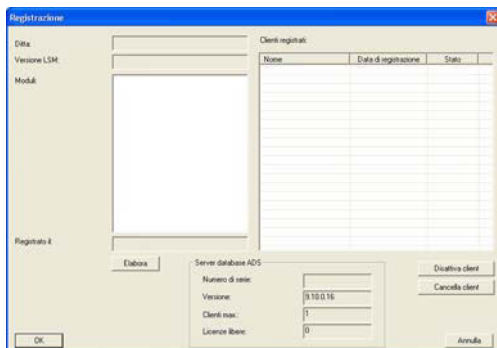 Registrazione
Ditta:
Versione LSM:
Moduli:
Registrato il:
Elabora
Clienti registrati:
Nome Data di registrazione Stato
Server database ADS
Numero di serie:
Versione: 9.10.0.16
Clienti max.: 1
Licenze libere: 0
Disattiva client
Cancella client
OK
Annulla